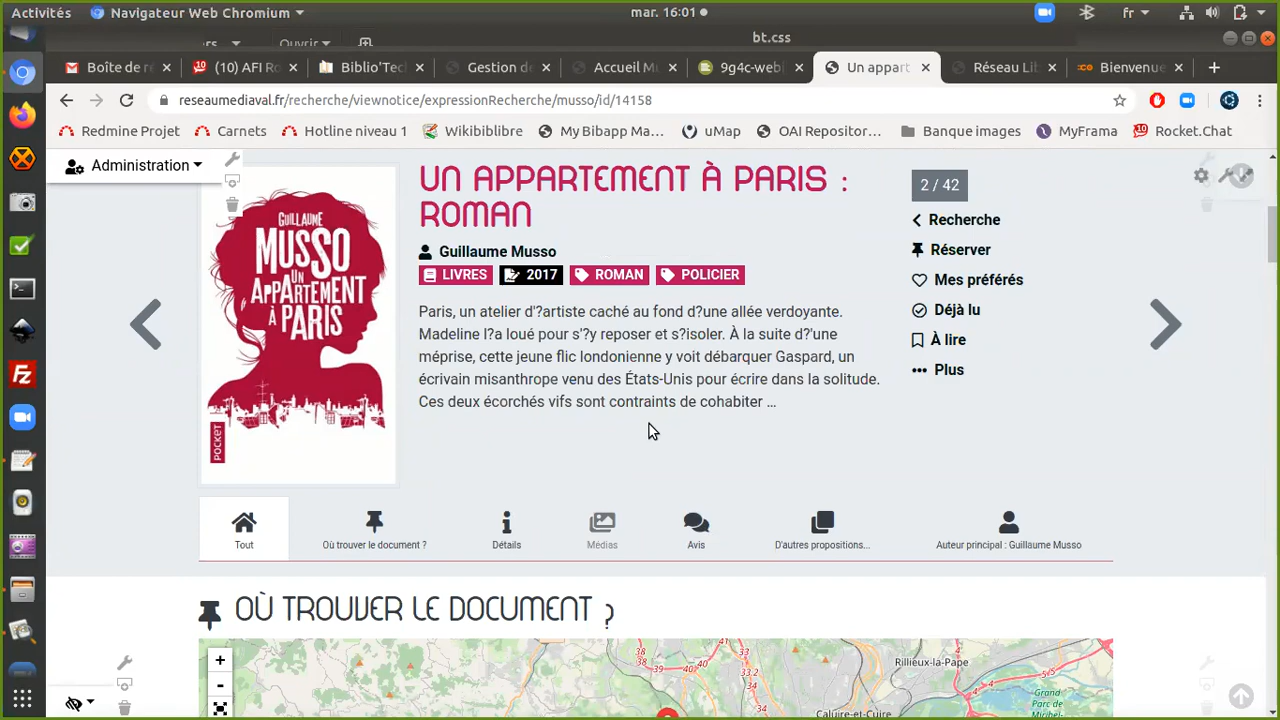 Activités
Navigateur Web Chromium
mar. 16:01
fr
Ouvrir
bt.css
Boîte de r
(10) AFI Ro
Biblio'Tecl
Gestion de
Accueil M
9g4c-webl
Un appart
Réseau Lit
Bienvenue
reseaumediaval.fr/recherche/viewnotice/expressionRecherche/musso/id/14158
Redmine Projet
Carnets
Hotline niveau 1
Wikibiblibre
My Bibapp Ma...
uMap
OAI Repositor...
Banque images
MyFrama
Rocket.Chat
Administration
GUILLAUME
MUSSO
UN
APPARTEMENT
À PARIS
POCKET
UN APPARTEMENT À PARIS :
ROMAN
Guillaume Musso
LIVRES
2017
ROMAN
POLICIER
Paris, un atelier d'?artiste caché au fond d?une allée verdoyante.
Madeline l?a loué pour s'?y reposer et s?isoler. À la suite d?'une
méprise, cette jeune flic londonienne y voit débarquer Gaspard, un
écrivain misanthrope venu des États-Unis pour écrire dans la solitude.
Ces deux écorchés vifs sont contraints de cohabiter ...
2 / 42
Recherche
Réserver
Mes préférés
Déjà lu
À lire
Plus
Tout
Où trouver le document ?
Détails
Médias
Avis
D'autres propositions...
Auteur principal : Guillaume Musso
OÙ TROUVER LE DOCUMENT ?
+
-
Rillieux-la-Pape
Caluire-et-Cuire
Grand
Parc de
Miribel-